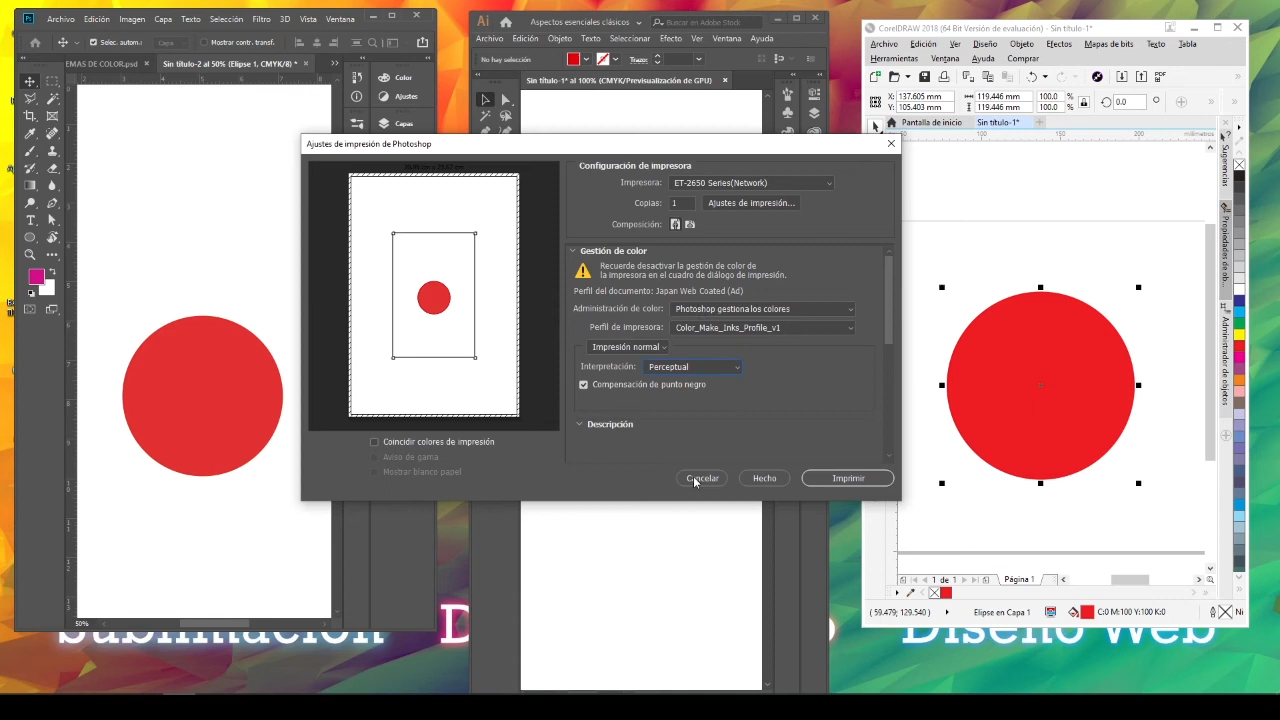 Archivo Edición Imagen Capa Texto Selección Filtro 3D Vista Ventana
Selec. autom.: Capa Mostrar contr. transf.
EMAS DE COLOR.psd × Sin título-2 al 50% (Elipse 1, CMYK/8) * ×
Color
Ajustes
Capas
50%
Aspectos esenciales clásicos
Buscar en Adobe Stock
Archivo Edición Objeto Texto Seleccionar Efecto Ver Ventana
Ayuda
No hay selección Trazo:
Sin título-1* al 100% (CMYK/Previsualización de GPU) ×
CorelDRAW 2018 (64 Bit Versión de evaluación) - Sin título-1*
Archivo Edición Ver Diseño Objeto Efectos Mapas de bits Texto Tabla
Herramientas Ventana Ayuda Comprar
PDF
X: 137.605 mm 119.446 mm 100.0 %
Y: 105.403 mm 119.446 mm 100.0 % 0.0 °
Pantalla de inicio Sin título-1*
100 150 200 milímetros
Sugerencias
Propiedades de ob
Administrador de objetos
1 de 1 Página 1
( 59.479; 129.540 ) Elipse en Capa 1 C:0 M:100 Y:100 K:0 Ni
Ajustes de impresión de Photoshop
Configuración de impresora
Impresora: ET-2650 Series(Network)
Copias: 1 Ajustes de impresión...
Composición:
Gestión de color
Recuerde desactivar la gestión de color de
la impresora en el cuadro de diálogo de impresión.
Perfil del documento: Japan Web Coated (Ad)
Administración de color: Photoshop gestiona los colores
Perfil de impresora: Color_Make_Inks_Profile_v1
Impresión normal
Interpretación: Perceptual
Compensación de punto negro
Descripción
Coincidir colores de impresión
Aviso de gama
Mostrar blanco papel
Cancelar Hecho Imprimir
Sublimación
D
Diseño Web